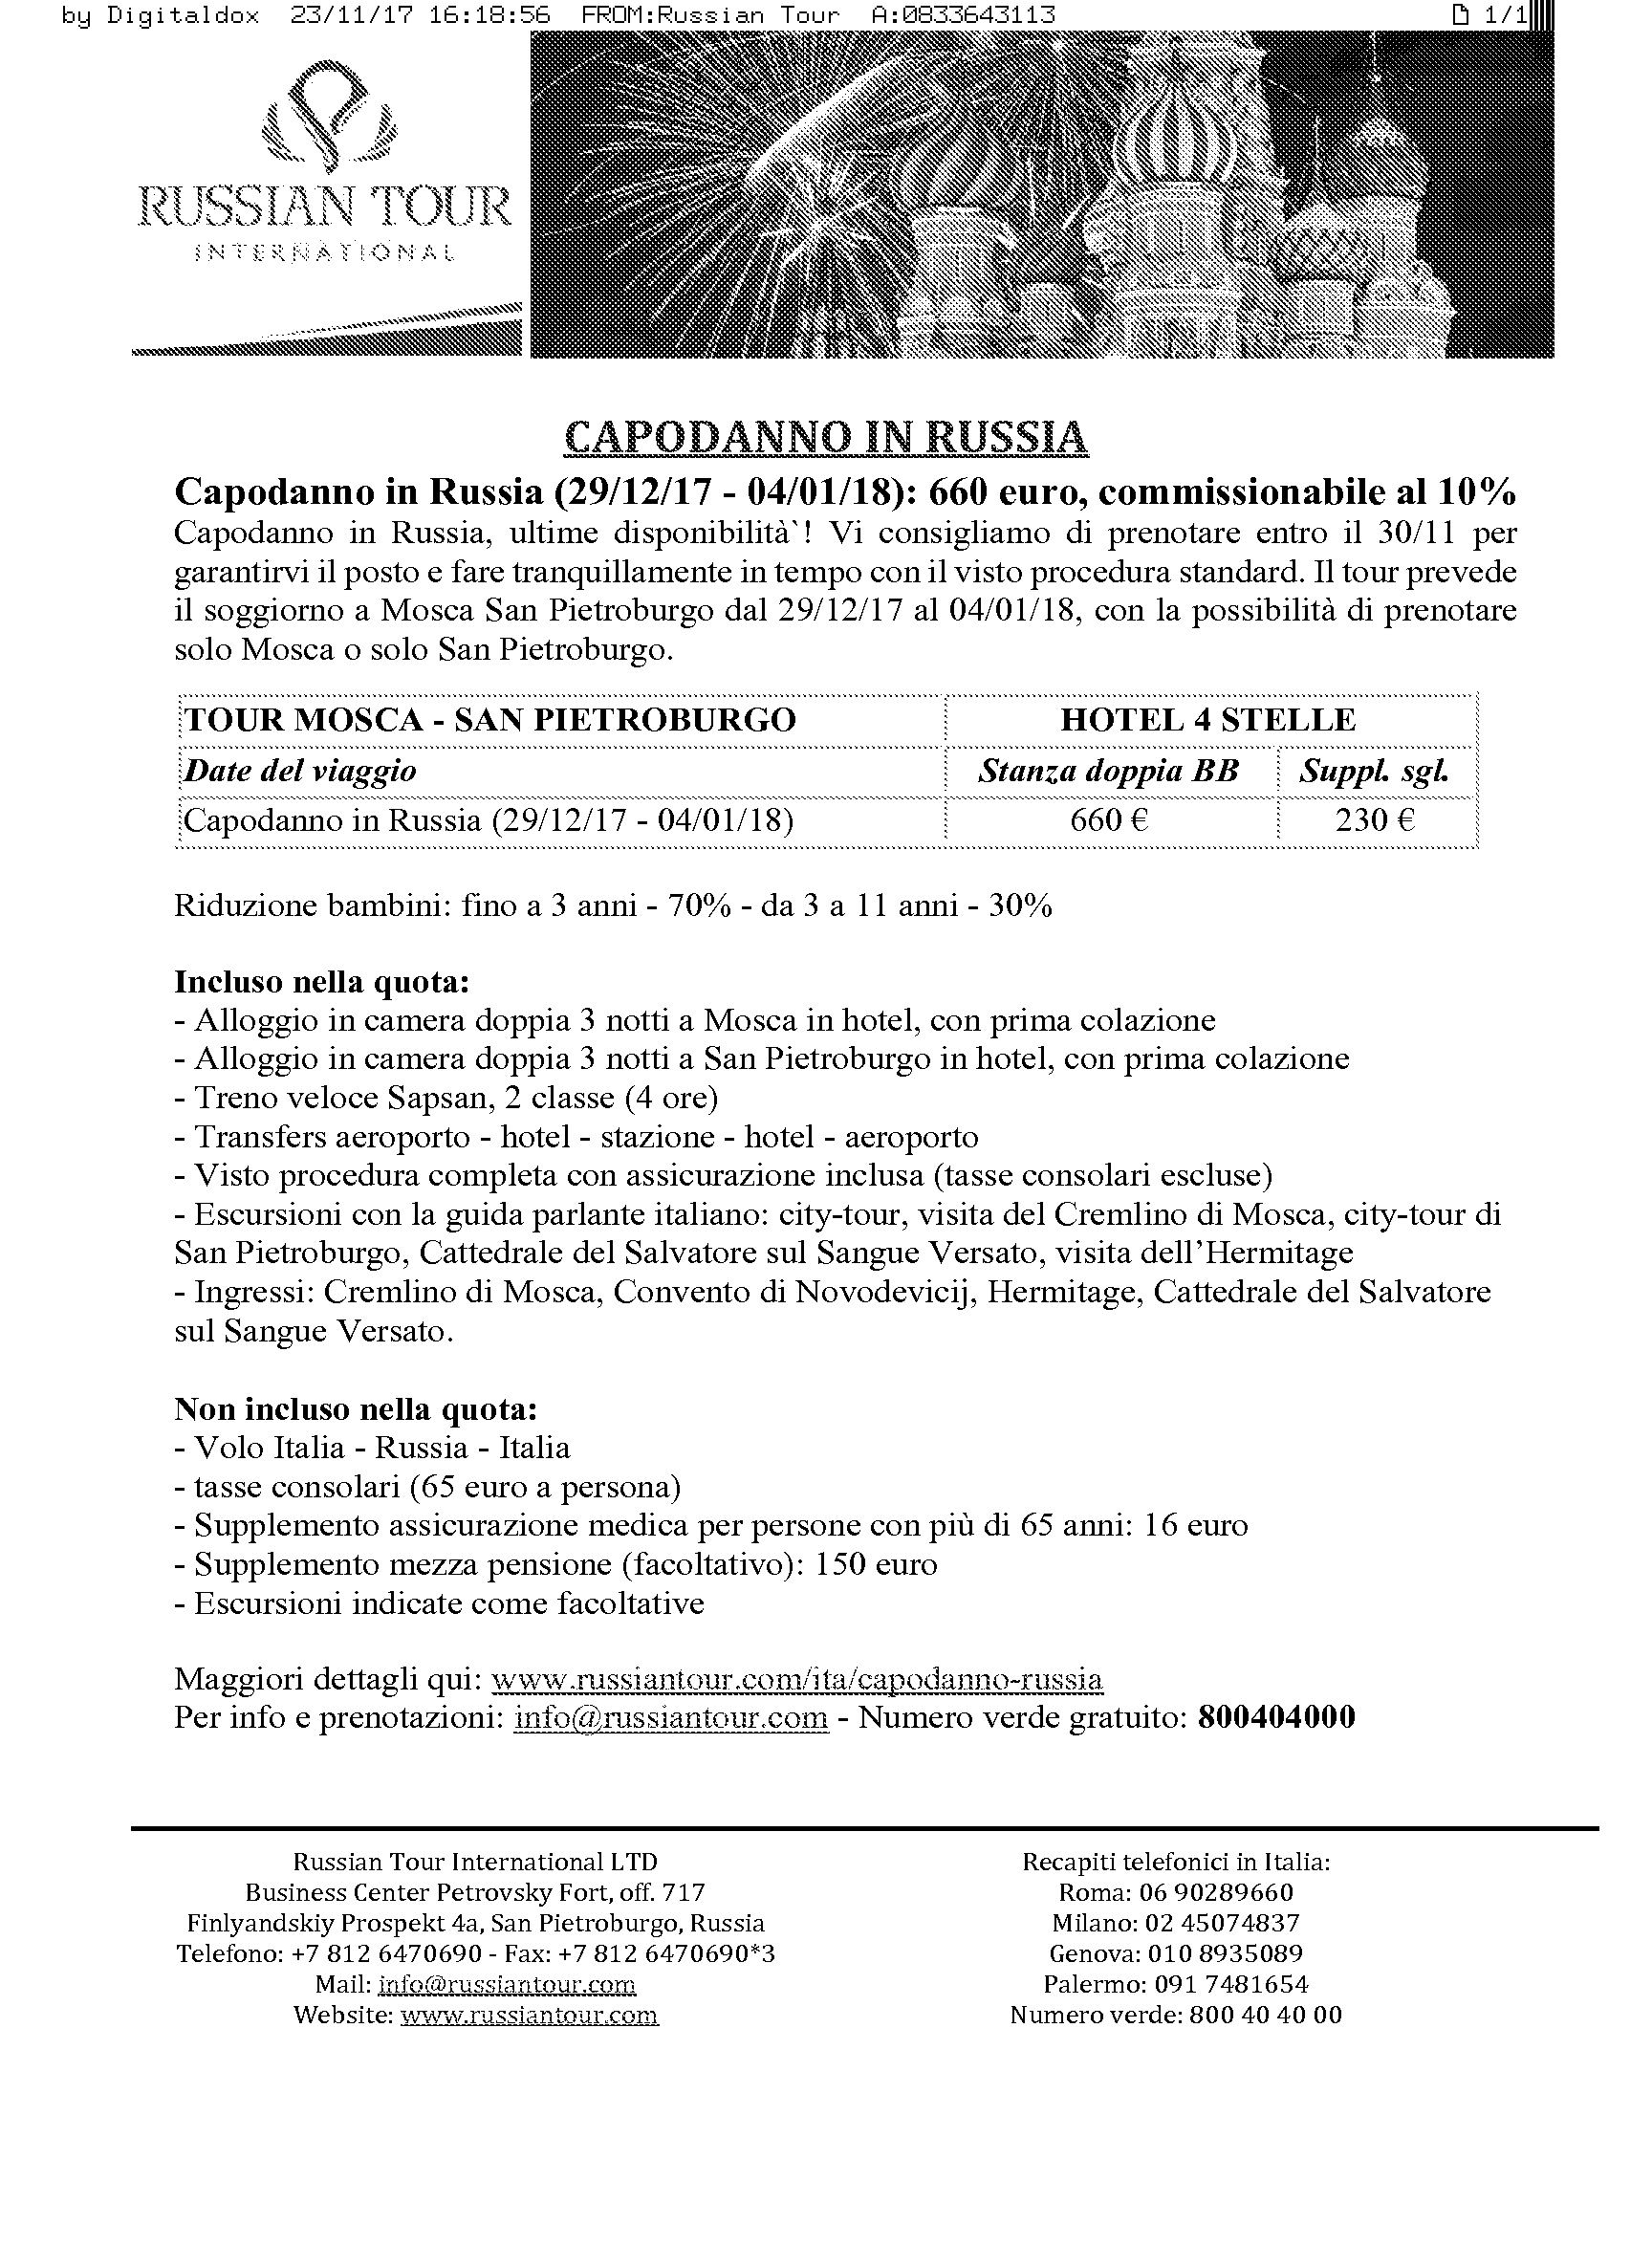 by Digitaldox 23/11/17 16:18:56 FROM:Russian Tour A:0833643113 1/1
RUSSIAN TOUR
INTERNATIONAL
CAPODANNO IN RUSSIA
Capodanno in Russia (29/12/17 - 04/01/18): 660 euro, commissionabile al 10%
Capodanno in Russia, ultime disponibilità`! Vi consigliamo di prenotare entro il 30/11 per
garantirvi il posto e fare tranquillamente in tempo con il visto procedura standard. Il tour prevede
il soggiorno a Mosca San Pietroburgo dal 29/12/17 al 04/01/18, con la possibilità di prenotare
solo Mosca o solo San Pietroburgo.
TOUR MOSCA - SAN PIETROBURGO HOTEL 4 STELLE
Date del viaggio Stanza doppia BB Suppl. sgl.
Capodanno in Russia (29/12/17 - 04/01/18) 660 € 230 €
Riduzione bambini: fino a 3 anni - 70% - da 3 a 11 anni - 30%
Incluso nella quota:
- Alloggio in camera doppia 3 notti a Mosca in hotel, con prima colazione
- Alloggio in camera doppia 3 notti a San Pietroburgo in hotel, con prima colazione
- Treno veloce Sapsan, 2 classe (4 ore)
- Transfers aeroporto - hotel - stazione - hotel - aeroporto
- Visto procedura completa con assicurazione inclusa (tasse consolari escluse)
- Escursioni con la guida parlante italiano: city-tour, visita del Cremlino di Mosca, city-tour di
San Pietroburgo, Cattedrale del Salvatore sul Sangue Versato, visita dell’Hermitage
- Ingressi: Cremlino di Mosca, Convento di Novodevicij, Hermitage, Cattedrale del Salvatore
sul Sangue Versato.
Non incluso nella quota:
- Volo Italia - Russia - Italia
- tasse consolari (65 euro a persona)
- Supplemento assicurazione medica per persone con più di 65 anni: 16 euro
- Supplemento mezza pensione (facoltativo): 150 euro
- Escursioni indicate come facoltative
Maggiori dettagli qui: www.russiantour.com/ita/capodanno-russia
Per info e prenotazioni: info@russiantour.com - Numero verde gratuito: 800404000
Russian Tour International LTD
Business Center Petrovsky Fort, off. 717
Finlyandskiy Prospekt 4a, San Pietroburgo, Russia
Telefono: +7 812 6470690 - Fax: +7 812 6470690*3
Mail: info@russiantour.com
Website: www.russiantour.com
Recapiti telefonici in Italia:
Roma: 06 90289660
Milano: 02 45074837
Genova: 010 8935089
Palermo: 091 7481654
Numero verde: 800 40 40 00